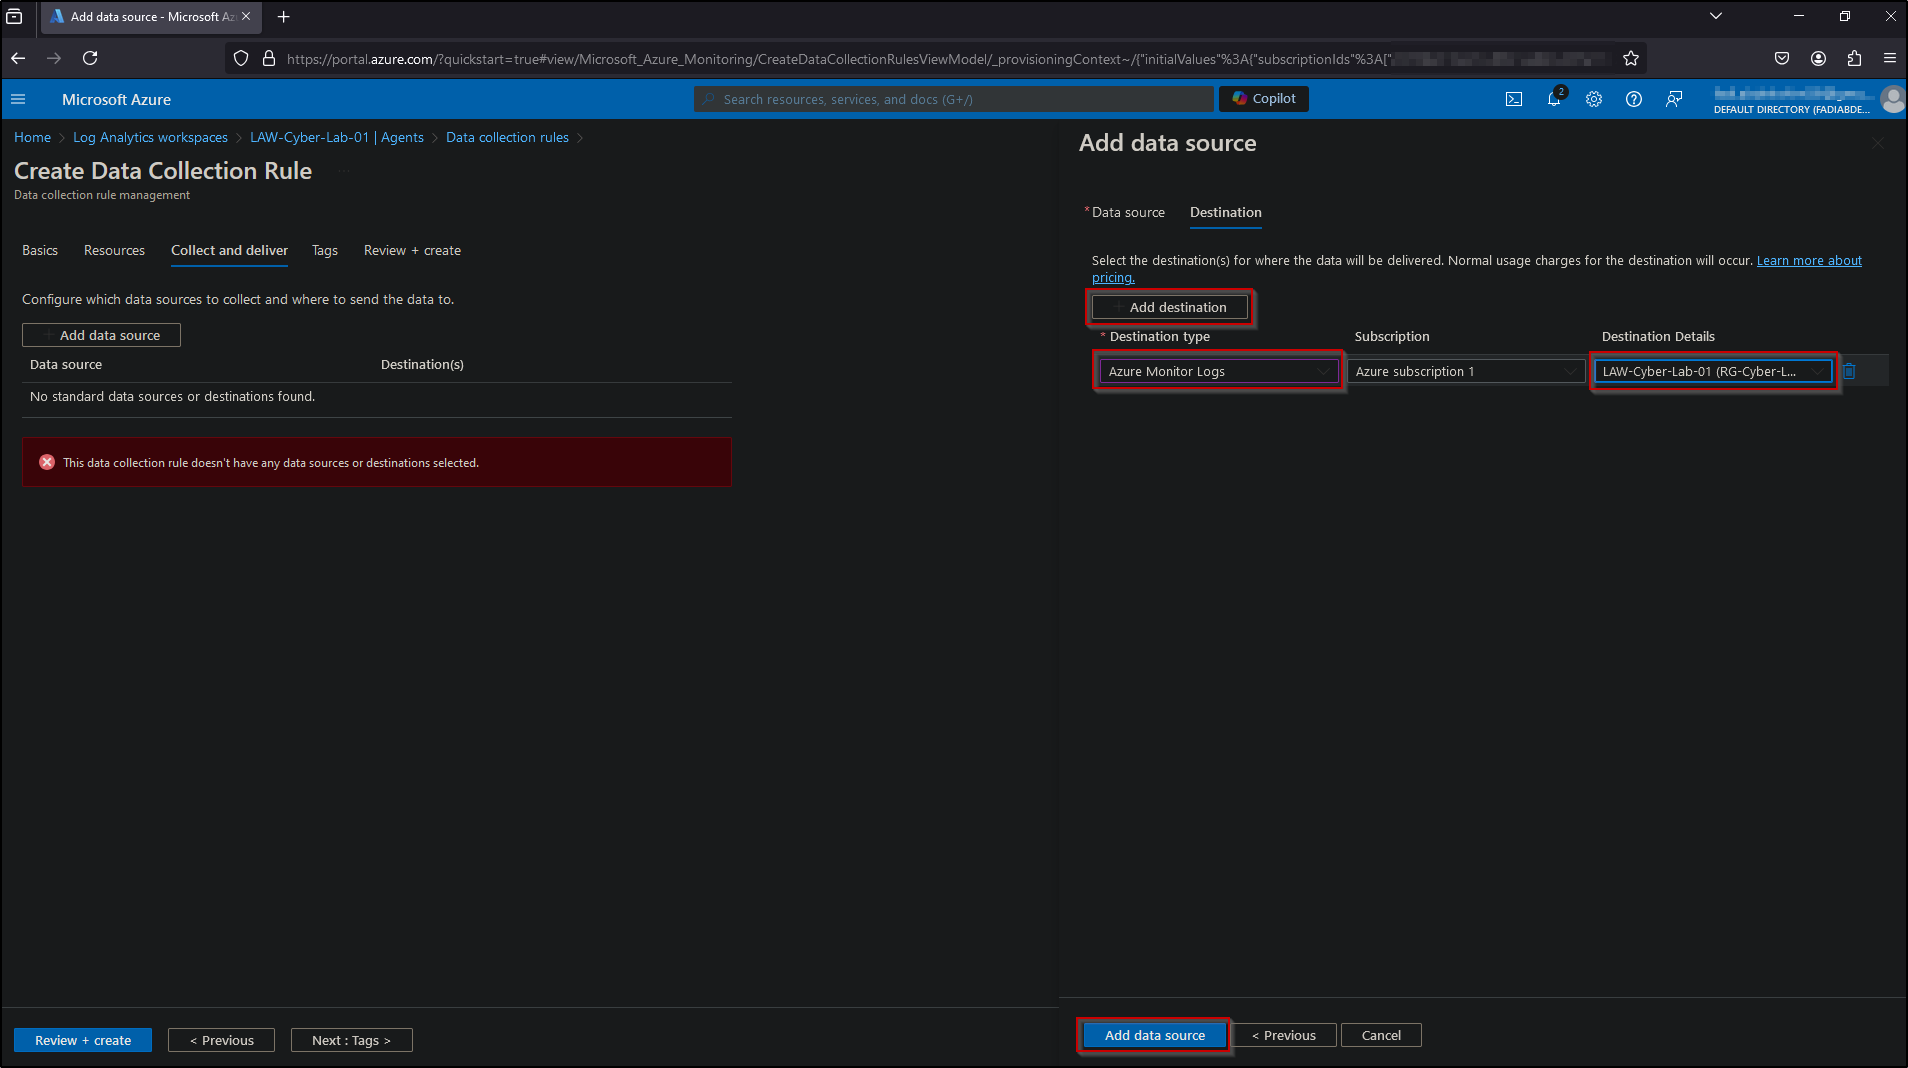 Add data source - Microsoft Az
https://portal.azure.com/?quickstart=true#view/Microsoft_Azure_Monitoring/CreateDataCollectionRulesViewModel/_provisioningContext~/{"initialValues"%3A{"subscriptionIds"%3A["
Microsoft Azure
Search resources, services, and docs (G+/)
Copilot
2
DEFAULT DIRECTORY (FADIABDE...
Home > Log Analytics workspaces > LAW-Cyber-Lab-01 | Agents > Data collection rules >
Create Data Collection Rule ...
Data collection rule management
Basics Resources Collect and deliver Tags Review + create
Configure which data sources to collect and where to send the data to.
+ Add data source
Data source Destination(s)
No standard data sources or destinations found.
This data collection rule doesn't have any data sources or destinations selected.
Review + create < Previous Next : Tags >
Add data source
* Data source Destination
Select the destination(s) for where the data will be delivered. Normal usage charges for the destination will occur. Learn more about
pricing.
+ Add destination
* Destination type Subscription Destination Details
Azure Monitor Logs Azure subscription 1 LAW-Cyber-Lab-01 (RG-Cyber-L...
Add data source < Previous Cancel